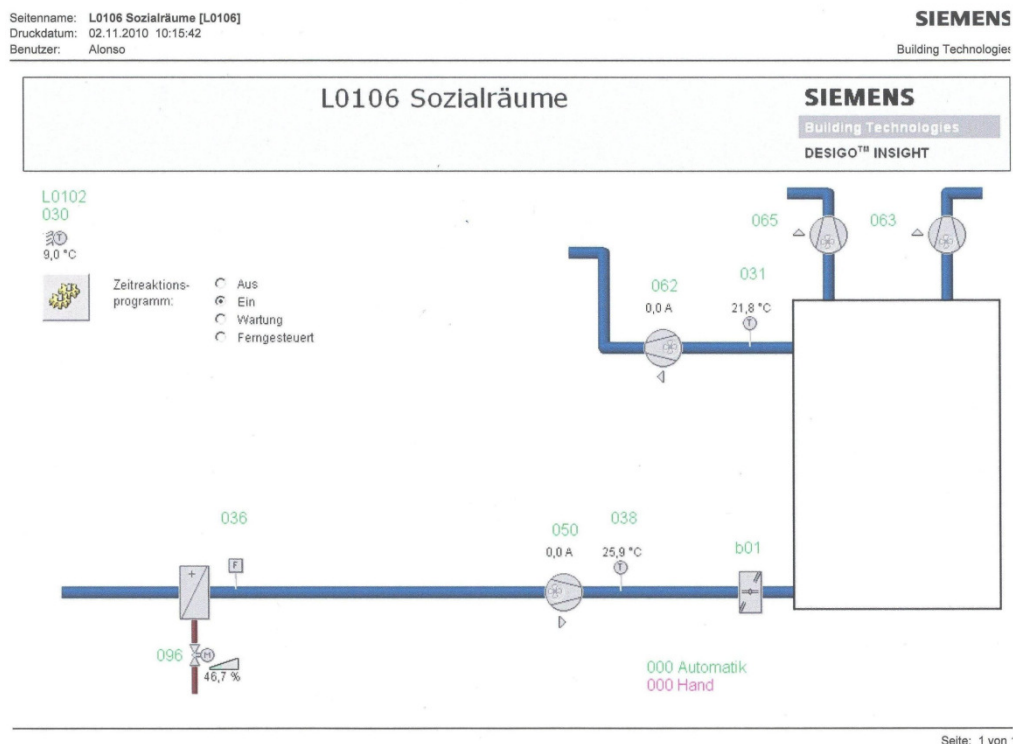 Seitenname: L0106 Sozialräume [L0106]
Druckdatum: 02.11.2010 10:15:42
Benutzer: Alonso
SIEMENS
Building Technologies
L0106 Sozialräume
SIEMENS
Building Technologies
DESIGO™ INSIGHT
L0102
030
T
9,0 °C
Zeitreaktions-
programm:
Aus
Ein
Wartung
Ferngesteuert
065
063
062
0,0 A
031
21,8 °C
T
036
F
050
0,0 A
038
25,9 °C
T
b01
+
096
M
46,7 %
000 Automatik
000 Hand
Seite: 1 von